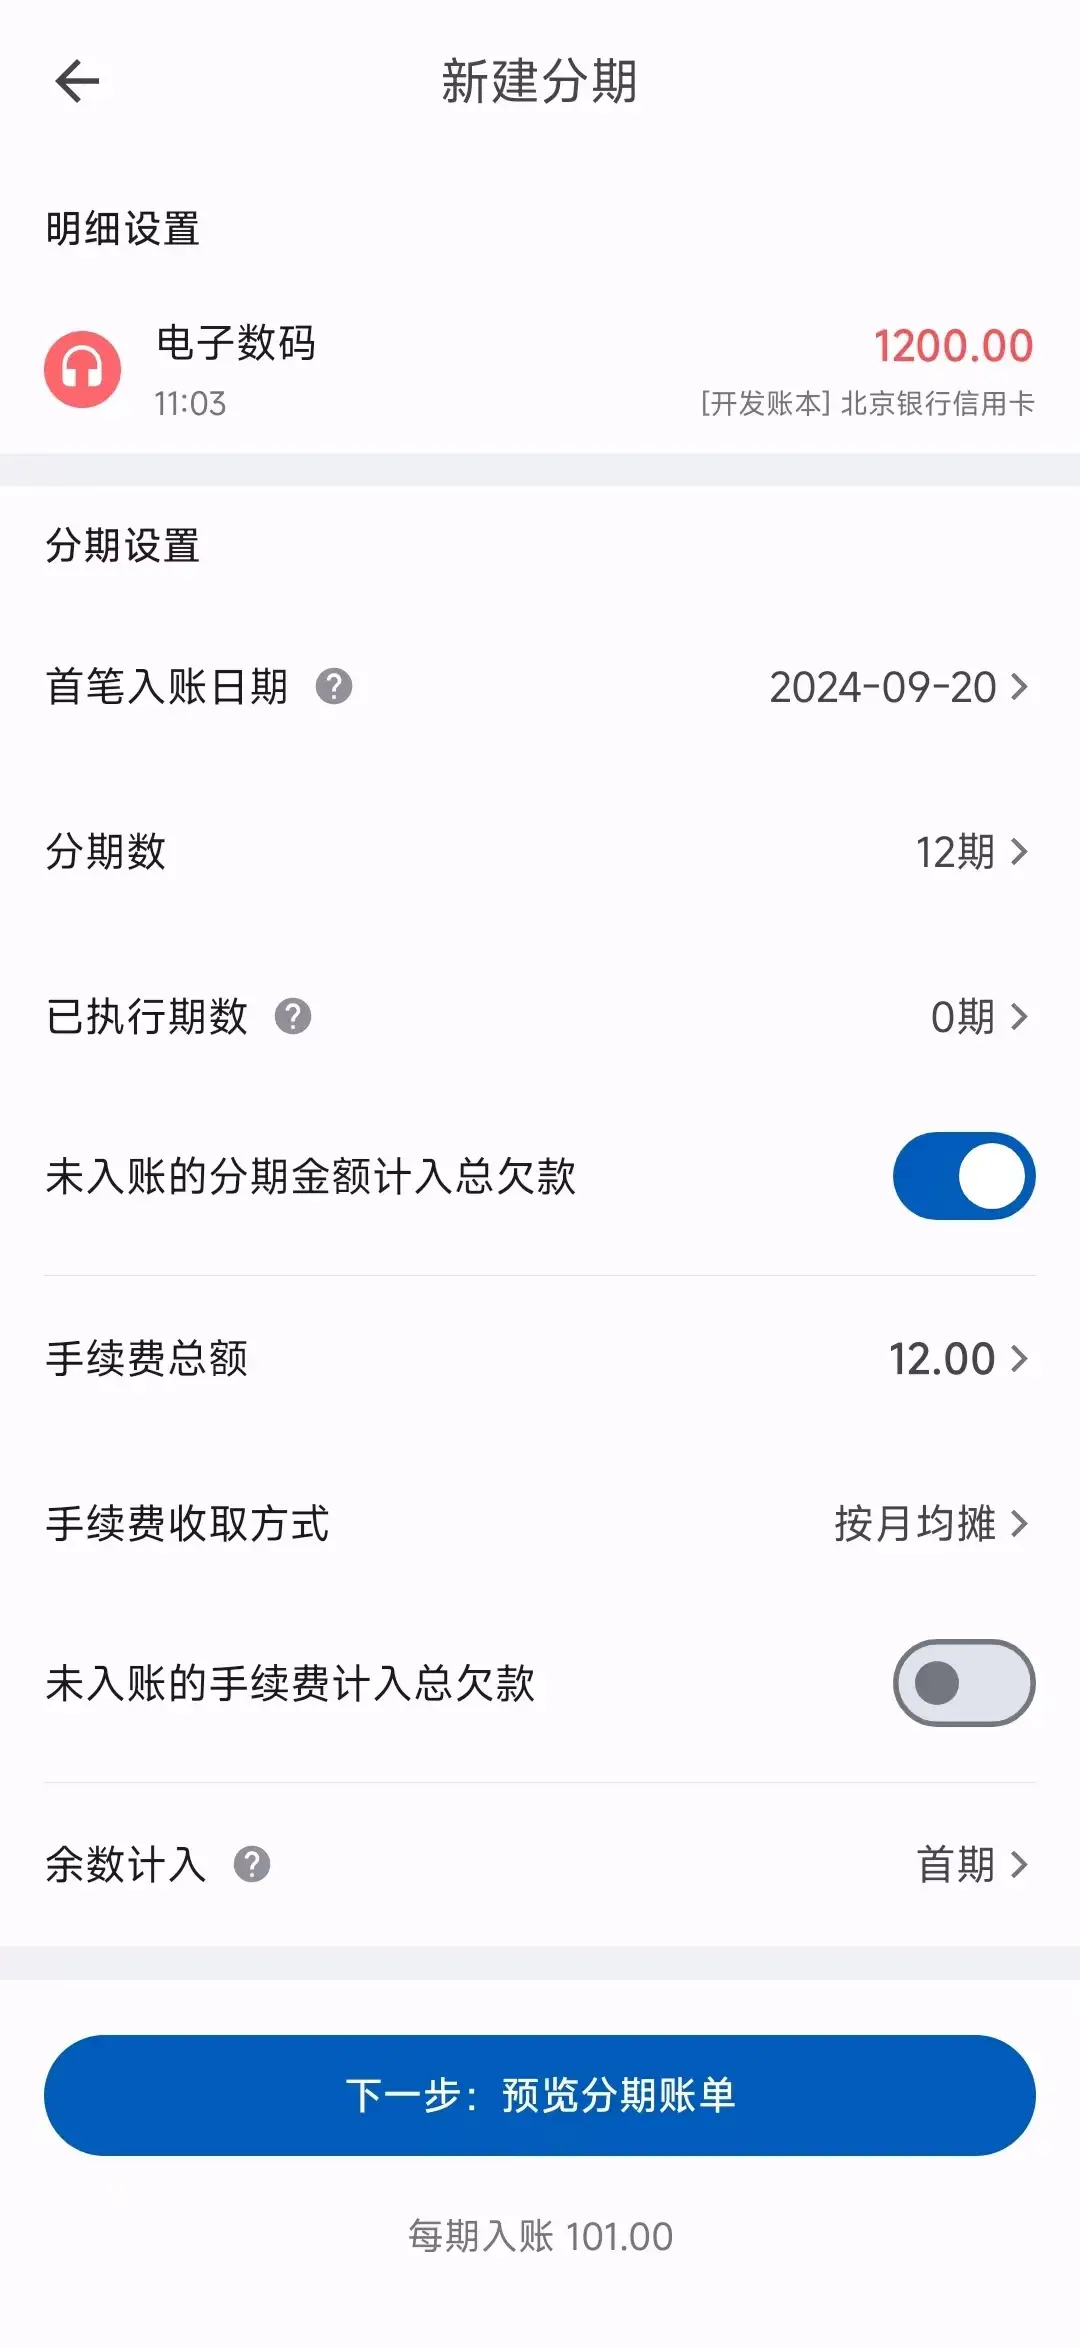 新建分期
明细设置
电子数码
1200.00
11:03
[开发账本] 北京银行信用卡
分期设置
首笔入账日期 ?
2024-09-20
分期数
12期
已执行期数 ?
0期
未入账的分期金额计入总欠款
手续费总额
12.00
手续费收取方式
按月均摊
未入账的手续费计入总欠款
余数计入 ?
首期
下一步：预览分期账单
每期入账 101.00